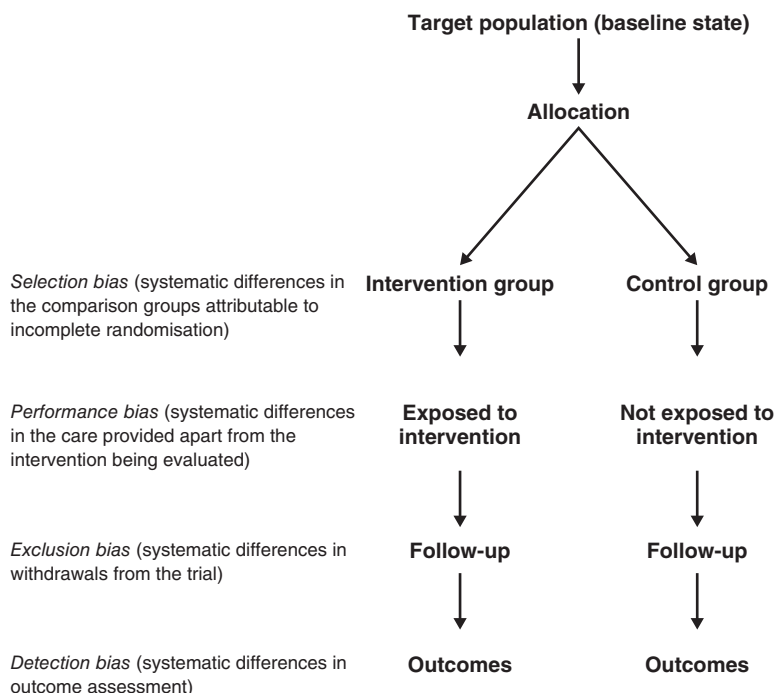 Target population (baseline state)
Allocation
Selection bias (systematic differences in
the comparison groups attributable to
incomplete randomisation)
Intervention group
Control group
Performance bias (systematic differences
in the care provided apart from the
intervention being evaluated)
Exposed to
intervention
Not exposed to
intervention
Exclusion bias (systematic differences in
withdrawals from the trial)
Follow-up
Follow-up
Detection bias (systematic differences in
outcome assessment)
Outcomes
Outcomes